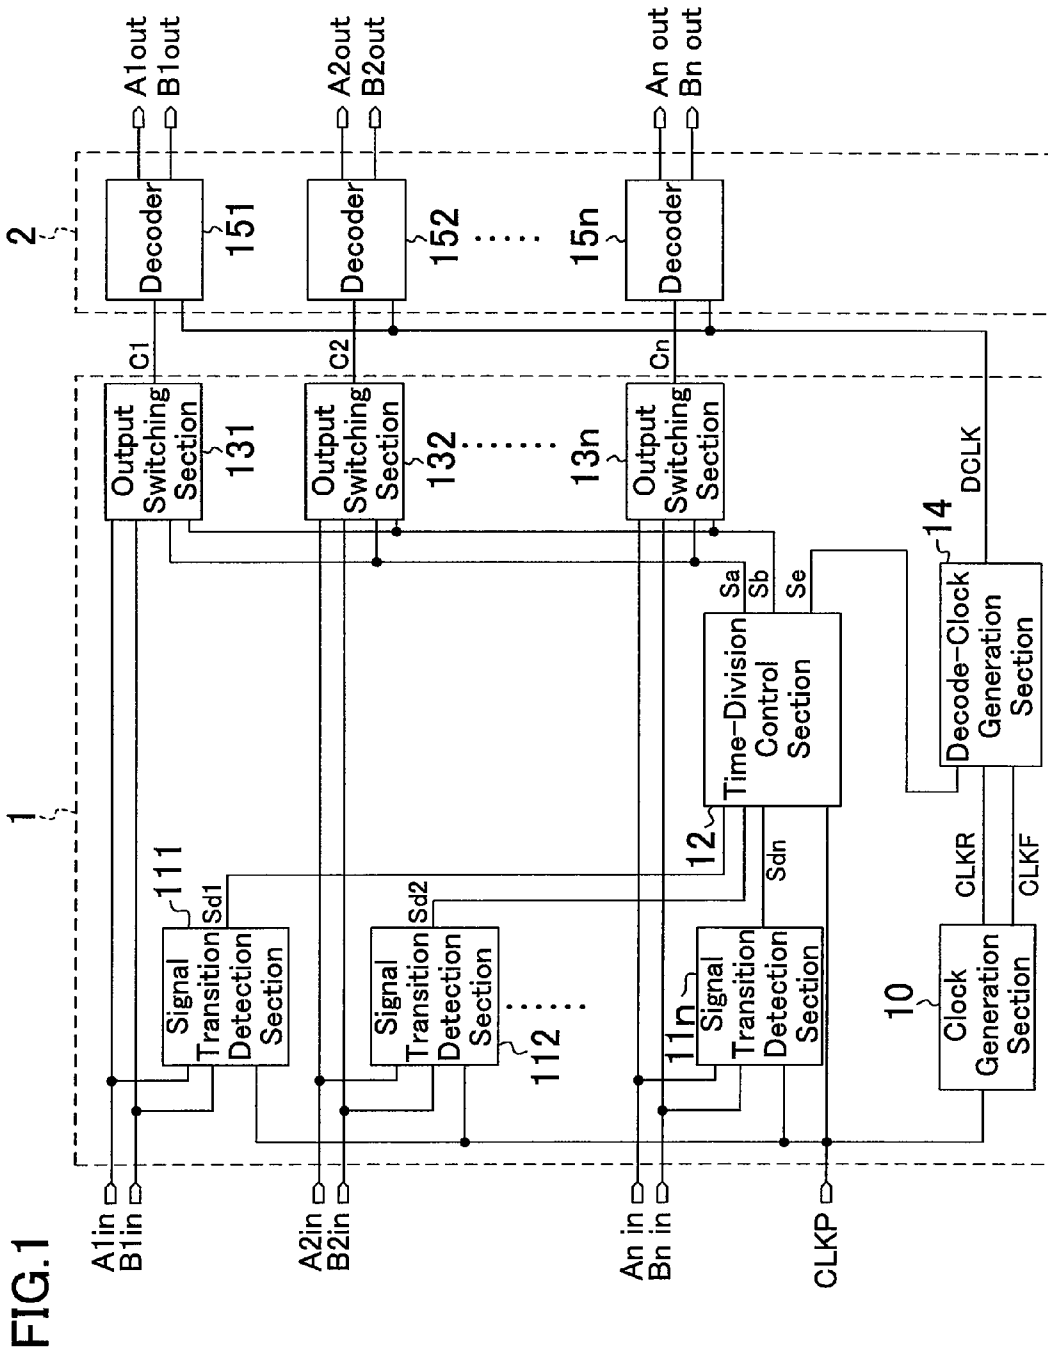 FIG.1
1
2
A1in
B1in
A2in
B2in
An in
Bn in
CLKP
Signal
Transition
Detection
Section
111
Sd1
Signal
Transition
Detection
Section
112
Sd2
......
Signal
Transition
Detection
Section
11n
Sdn
Clock
Generation
Section
10
CLKR
CLKF
Time-Division
Control
Section
12
Sa
Sb
Se
Decode-Clock
Generation
Section
14
DCLK
Output
Switching
Section
131
C1
Output
Switching
Section
132
C2
.......
Output
Switching
Section
13n
Cn
Decoder
151
Decoder
152
.....
Decoder
15n
A1out
B1out
A2out
B2out
An out
Bn out